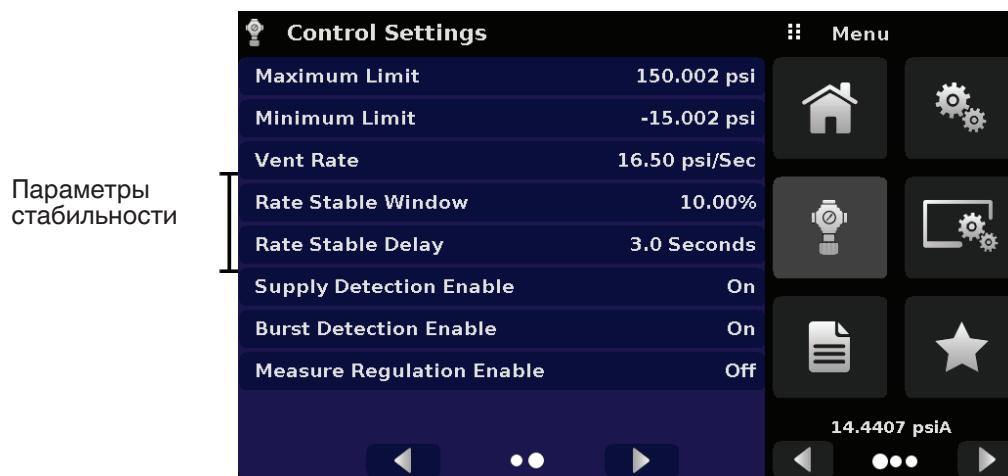 Control Settings
Menu
Maximum Limit 150.002 psi
Minimum Limit -15.002 psi
Vent Rate 16.50 psi/Sec
Параметры
стабильности
Rate Stable Window 10.00%
Rate Stable Delay 3.0 Seconds
Supply Detection Enable On
Burst Detection Enable On
Measure Regulation Enable Off
14.4407 psiA